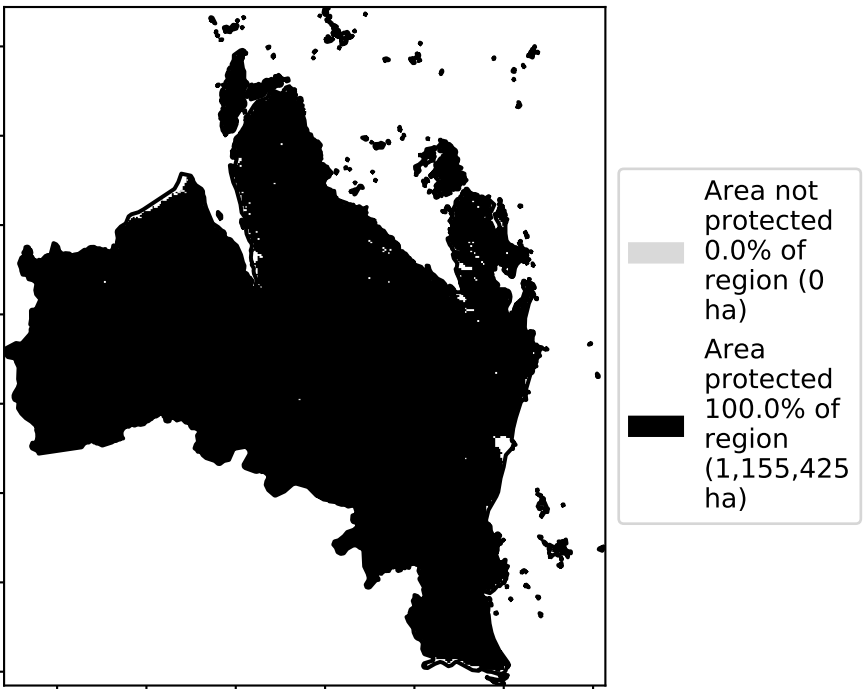 Area not
protected
0.0% of
region (0
ha)
Area
protected
100.0% of
region
(1,155,425
ha)